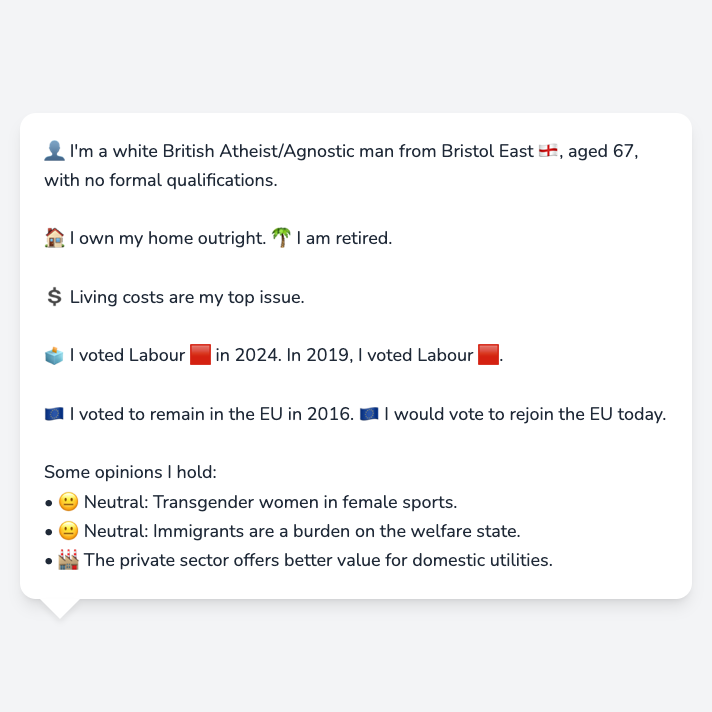 👤 I'm a white British Atheist/Agnostic man from Bristol East 🏴󠁧󠁢󠁥󠁮󠁧󠁿, aged 67,
with no formal qualifications.
🏠 I own my home outright. 🌴 I am retired.
💲 Living costs are my top issue.
🗳️ I voted Labour 🟥 in 2024. In 2019, I voted Labour 🟥.
🇪🇺 I voted to remain in the EU in 2016. 🇪🇺 I would vote to rejoin the EU today.
Some opinions I hold:
• 😐 Neutral: Transgender women in female sports.
• 😐 Neutral: Immigrants are a burden on the welfare state.
• 🏭 The private sector offers better value for domestic utilities.